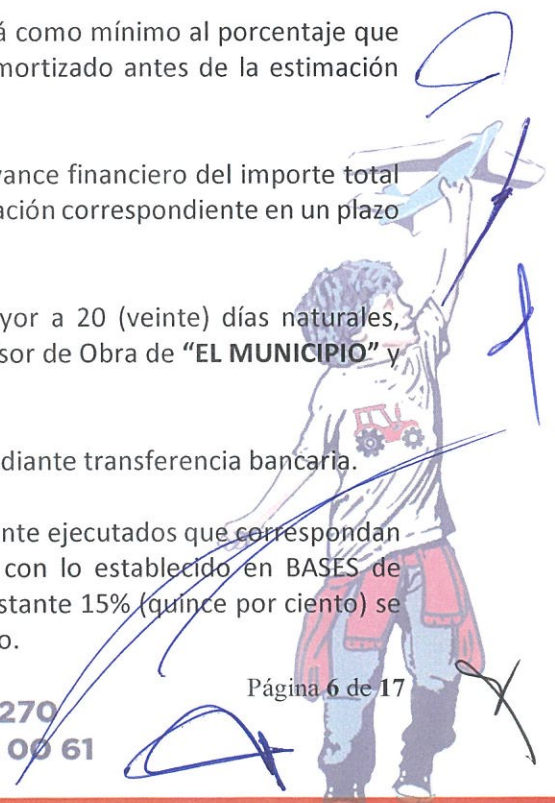 á como mínimo al porcentaje que
mortizado antes de la estimación
vance financiero del importe total
ación correspondiente en un plazo
yor a 20 (veinte) días naturales,
sor de Obra de “EL MUNICIPIO” y
diante transferencia bancaria.
nte ejecutados que correspondan
con lo establecido en BASES de
stante 15% (quince por ciento) se
o.
Página 6 de 17
270
00 61